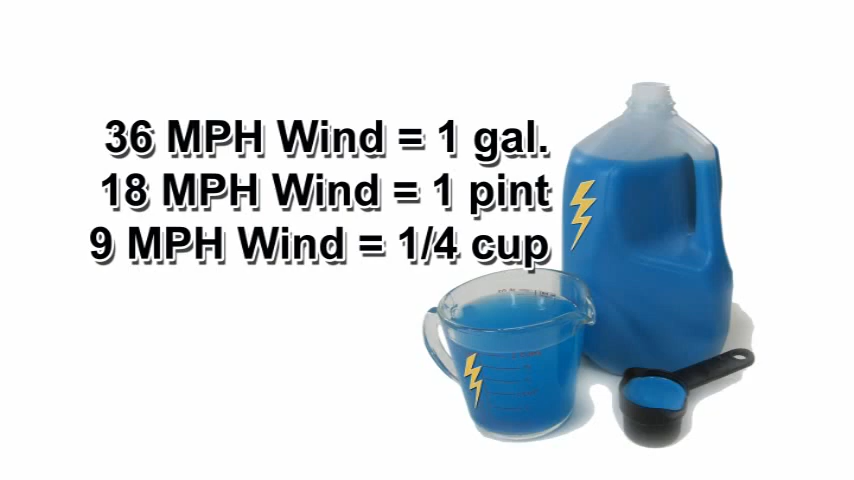 36 MPH Wind = 1 gal.
18 MPH Wind = 1 pint
9 MPH Wind = 1/4 cup